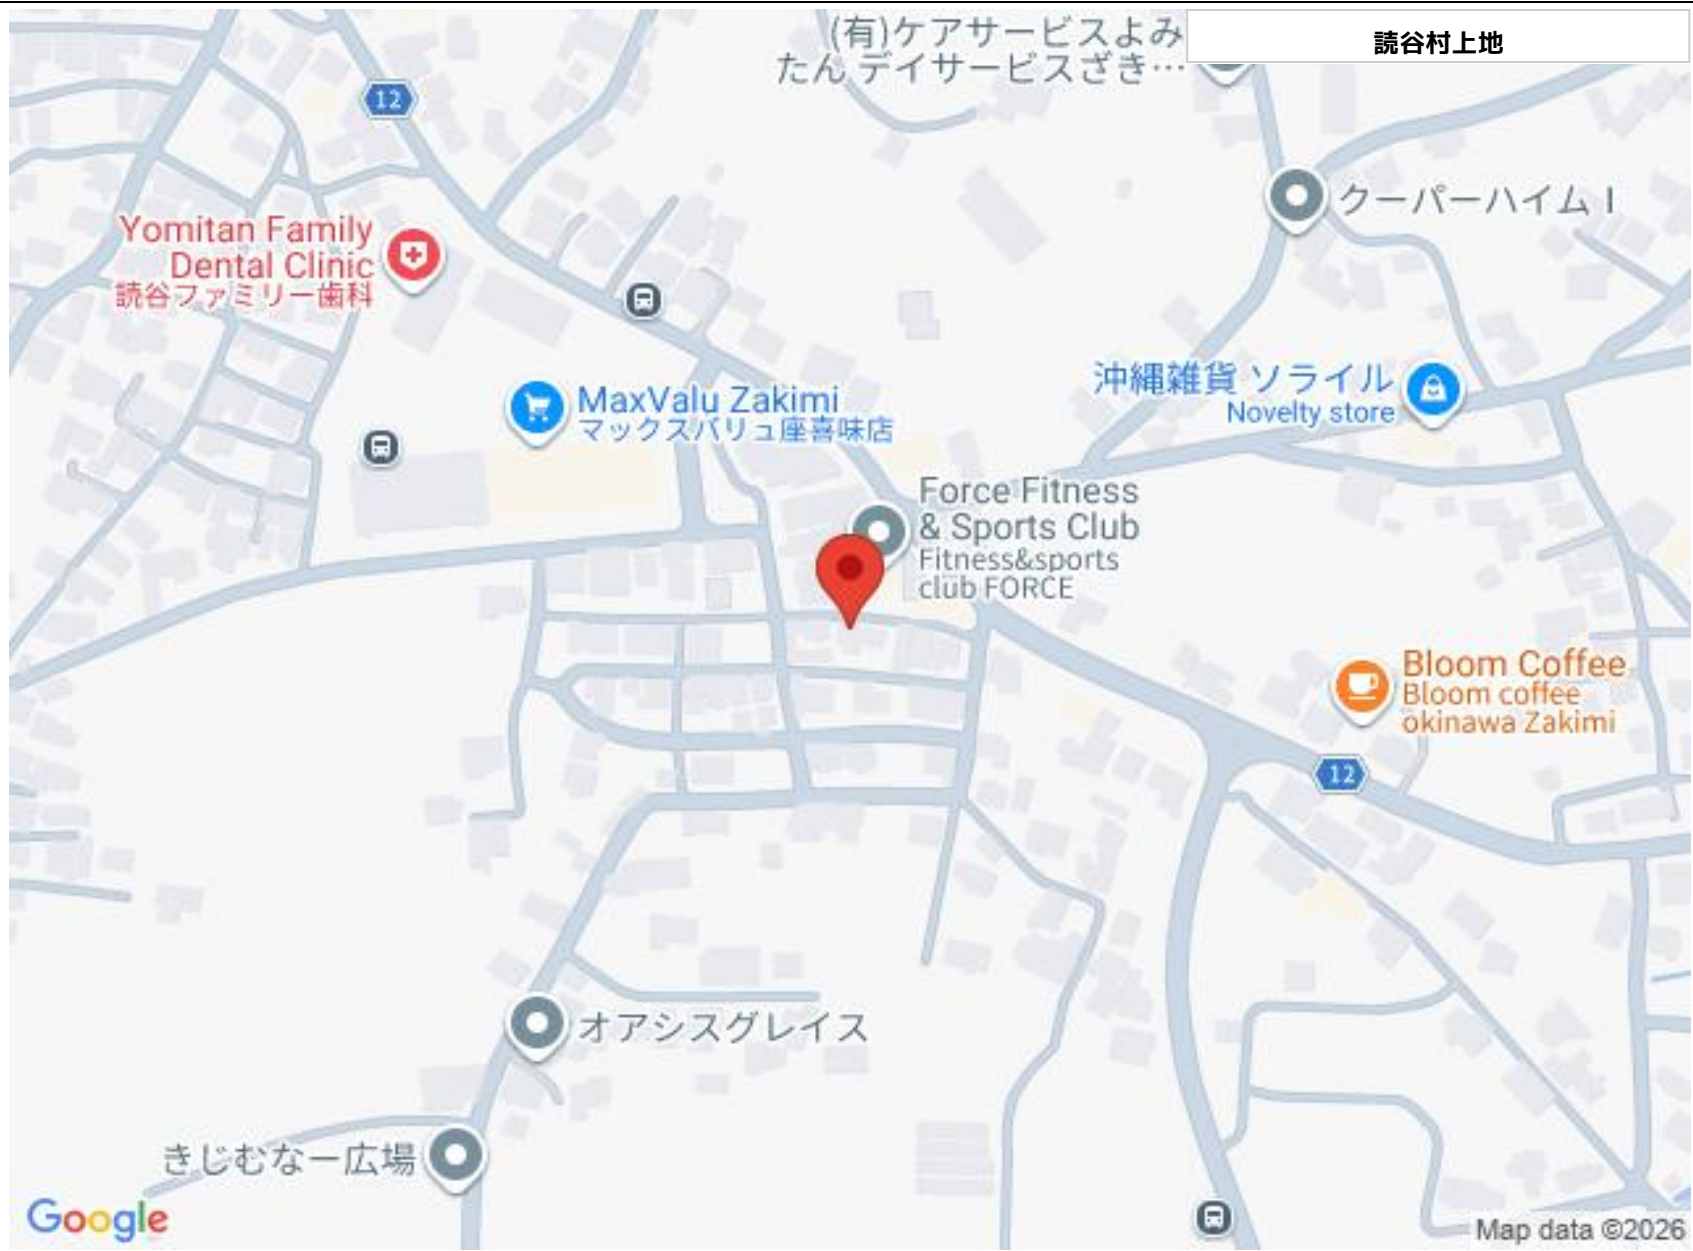 (有)ケアサービスよみ
たん デイサービスざき…
読谷村上地
12
クーパーハイム I
Yomitan Family
Dental Clinic
読谷ファミリー歯科
MaxValu Zakimi
マックスバリュ座喜味店
沖縄雑貨 ソライル
Novelty store
Force Fitness
& Sports Club
Fitness&sports
club FORCE
Bloom Coffee
Bloom coffee
okinawa Zakimi
12
オアシスグレイス
きじむなー広場
Google
Map data ©2026